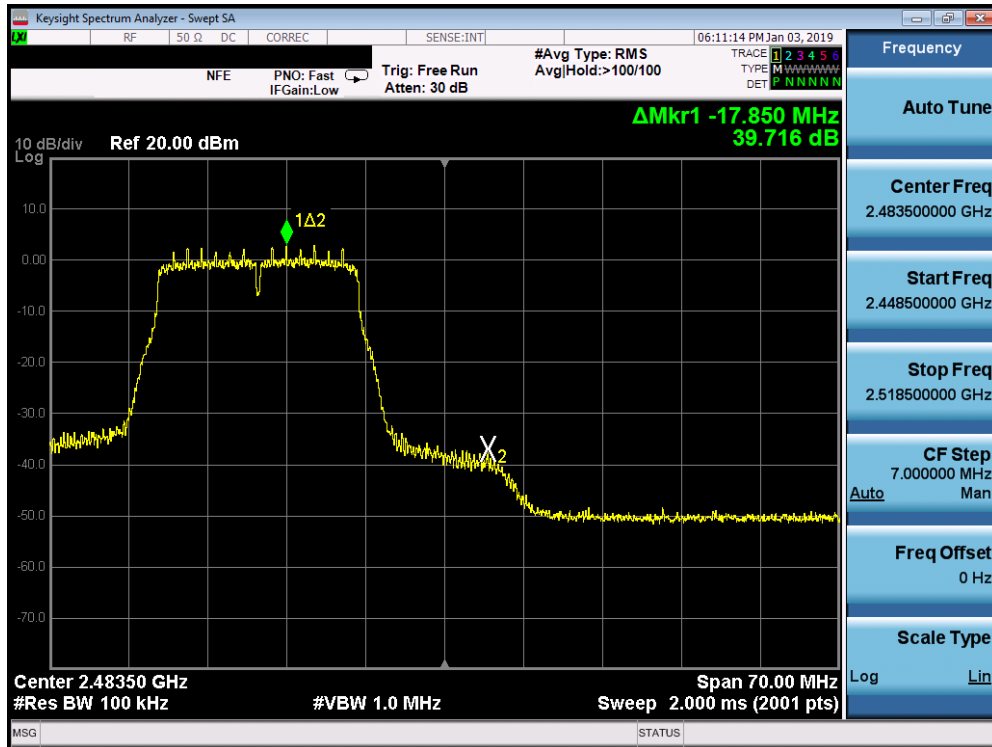 Keysight Spectrum Analyzer - Swept SA
LXI RF 50 Ω DC CORREC SENSE:INT 06:11:14 PM Jan 03, 2019
NFE PNO: Fast Trig: Free Run #Avg Type: RMS TRACE 1 2 3 4 5 6
IFGain:Low Atten: 30 dB Avg|Hold:>100/100 TYPE M W W W W W
DET P N N N N N
ΔMkr1 -17.850 MHz
39.716 dB
10 dB/div Ref 20.00 dBm
Log
10.0
0.00
-10.0
-20.0
-30.0
-40.0
-50.0
-60.0
-70.0
1Δ2
X2
Center 2.48350 GHz Span 70.00 MHz
#Res BW 100 kHz #VBW 1.0 MHz Sweep 2.000 ms (2001 pts)
MSG STATUS
Frequency
Auto Tune
Center Freq
2.483500000 GHz
Start Freq
2.448500000 GHz
Stop Freq
2.518500000 GHz
CF Step
7.000000 MHz
Auto Man
Freq Offset
0 Hz
Scale Type
Log Lin